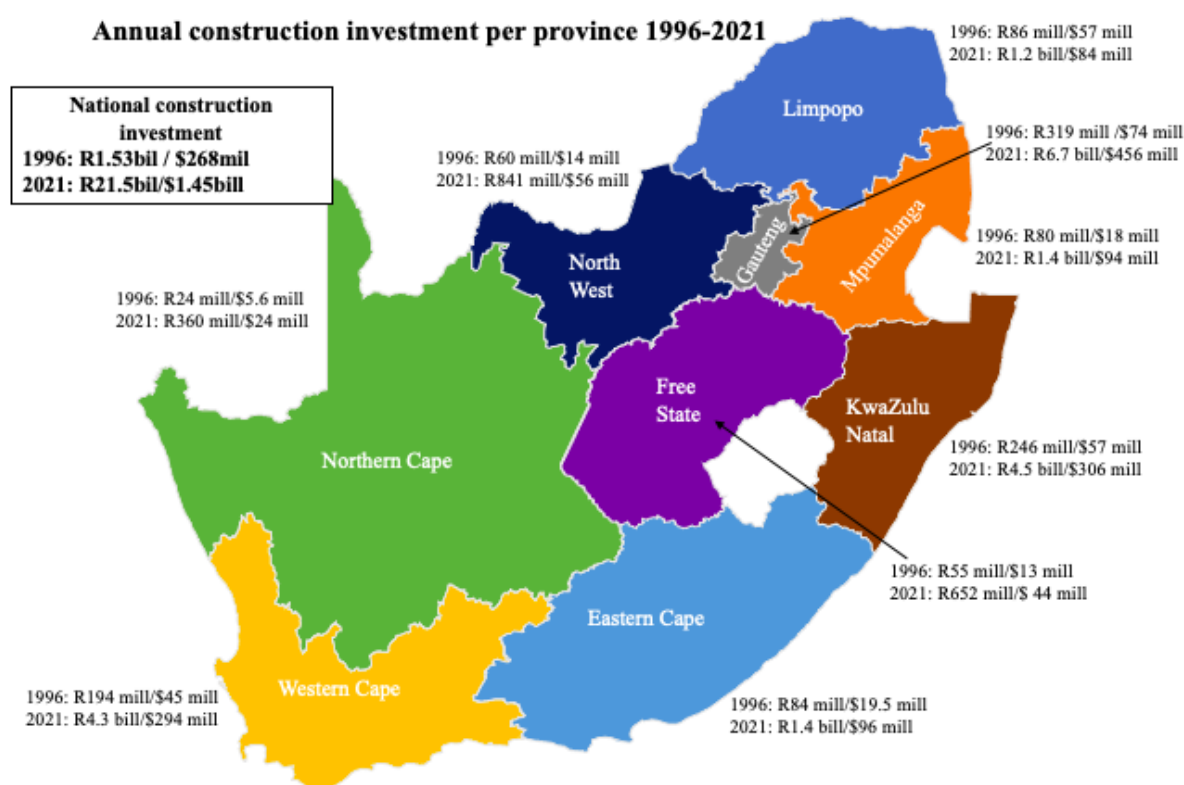 Annual construction investment per province 1996-2021
National construction
investment
1996: R1.53bil / $268mil
2021: R21.5bil/$1.45bill
1996: R86 mill/$57 mill
2021: R1.2 bill/$84 mill
Limpopo
1996: R319 mill /$74 mill
2021: R6.7 bill/$456 mill
1996: R60 mill/$14 mill
2021: R841 mill/$56 mill
North
West
Gauteng
Mpumalanga
1996: R80 mill/$18 mill
2021: R1.4 bill/$94 mill
1996: R24 mill/$5.6 mill
2021: R360 mill/$24 mill
Free
State
KwaZulu
Natal
1996: R246 mill/$57 mill
2021: R4.5 bill/$306 mill
Northern Cape
1996: R55 mill/$13 mill
2021: R652 mill/$ 44 mill
Eastern Cape
Western Cape
1996: R194 mill/$45 mill
2021: R4.3 bill/$294 mill
1996: R84 mill/$19.5 mill
2021: R1.4 bill/$96 mill